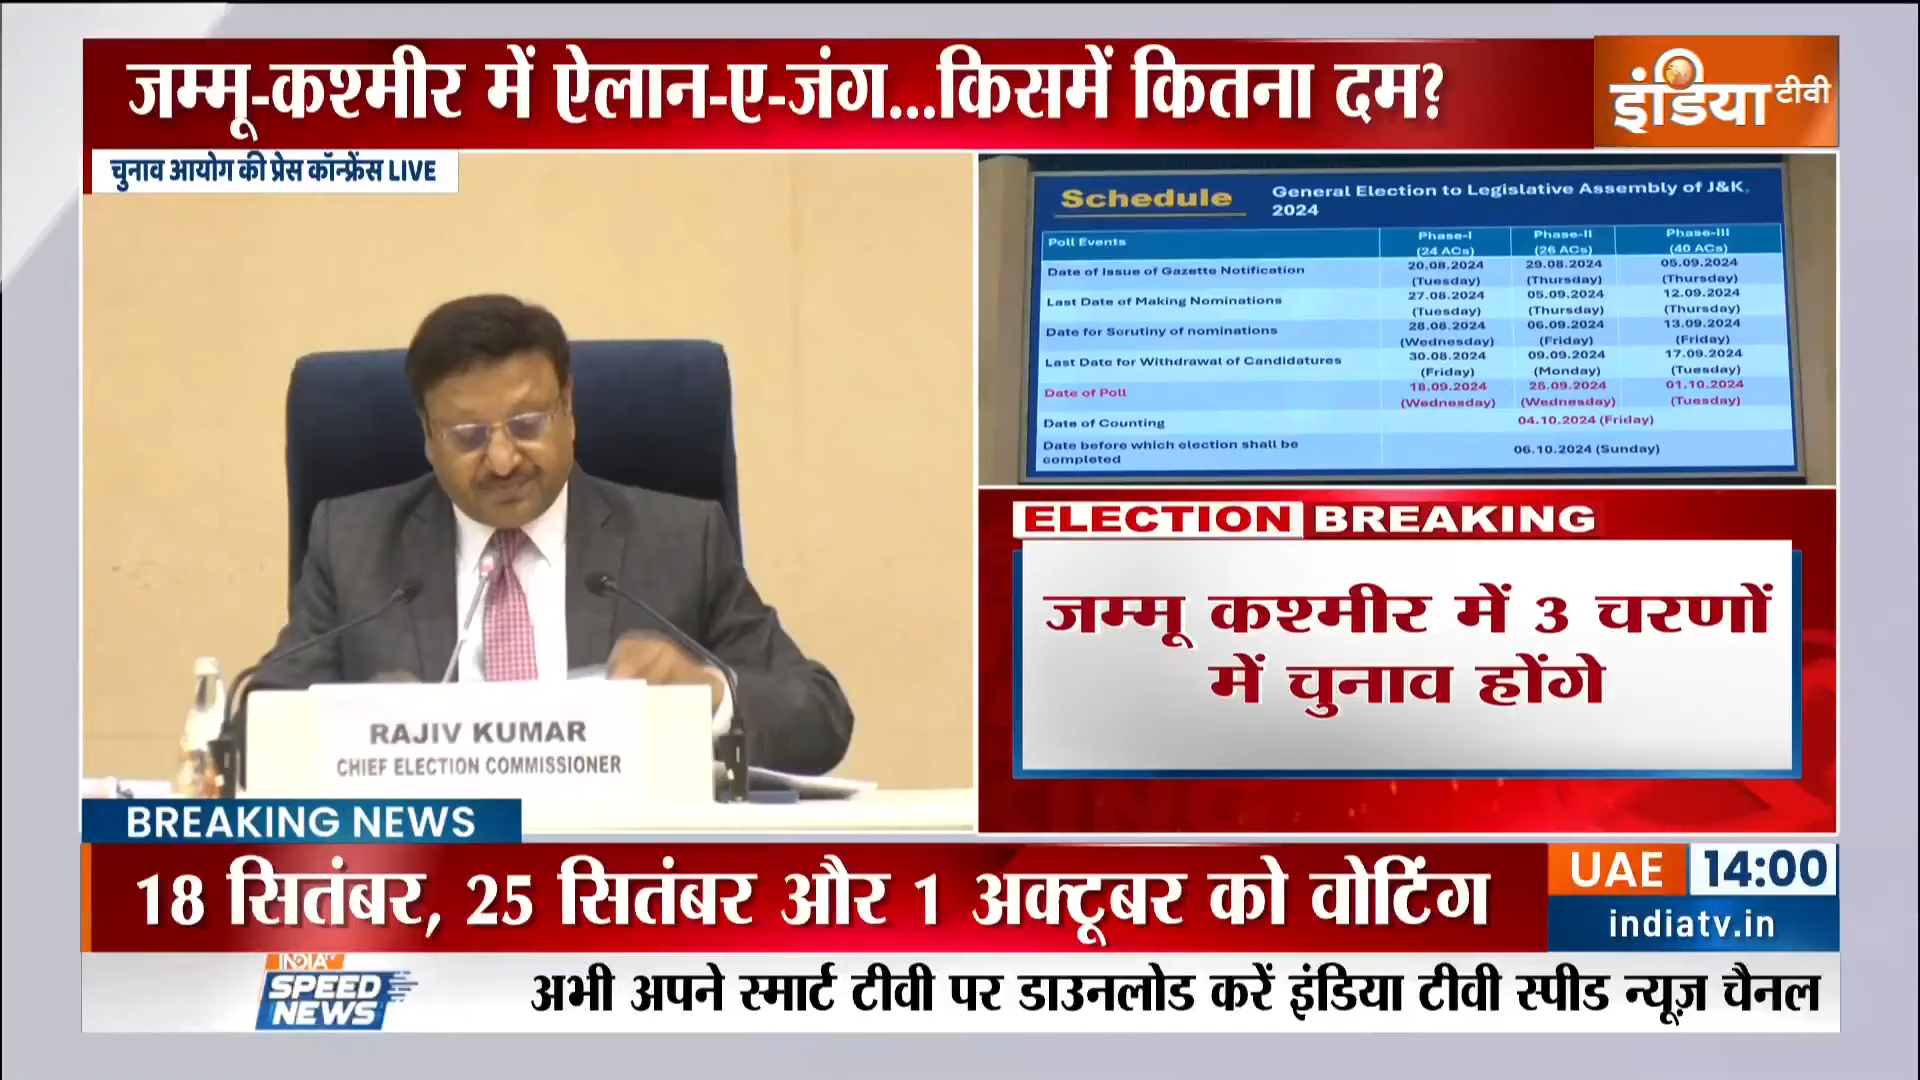 जम्मू-कश्मीर में ऐलान-ए-जंग...किसमें कितना दम?
इंडिया टीवी
चुनाव आयोग की प्रेस कॉन्फ्रेंस LIVE
Schedule
General Election to Legislative Assembly of J&K,
2024
Poll Events
Phase-I
(24 ACs)
Phase-II
(26 ACs)
Phase-III
(40 ACs)
Date of Issue of Gazette Notification
20.08.2024
(Tuesday)
29.08.2024
(Thursday)
05.09.2024
(Thursday)
Last Date of Making Nominations
27.08.2024
(Tuesday)
05.09.2024
(Thursday)
12.09.2024
(Thursday)
Date for Scrutiny of nominations
28.08.2024
(Wednesday)
06.09.2024
(Friday)
13.09.2024
(Friday)
Last Date for Withdrawal of Candidatures
30.08.2024
(Friday)
09.09.2024
(Monday)
17.09.2024
(Tuesday)
Date of Poll
18.09.2024
(Wednesday)
25.09.2024
(Wednesday)
01.10.2024
(Tuesday)
Date of Counting
04.10.2024 (Friday)
Date before which election shall be
completed
06.10.2024 (Sunday)
ELECTION BREAKING
जम्मू कश्मीर में 3 चरणों
में चुनाव होंगे
RAJIV KUMAR
CHIEF ELECTION COMMISSIONER
BREAKING NEWS
18 सितंबर, 25 सितंबर और 1 अक्टूबर को वोटिंग
UAE 14:00
indiatv.in
INDIA TV
SPEED
NEWS
अभी अपने स्मार्ट टीवी पर डाउनलोड करें इंडिया टीवी स्पीड न्यूज़ चैनल